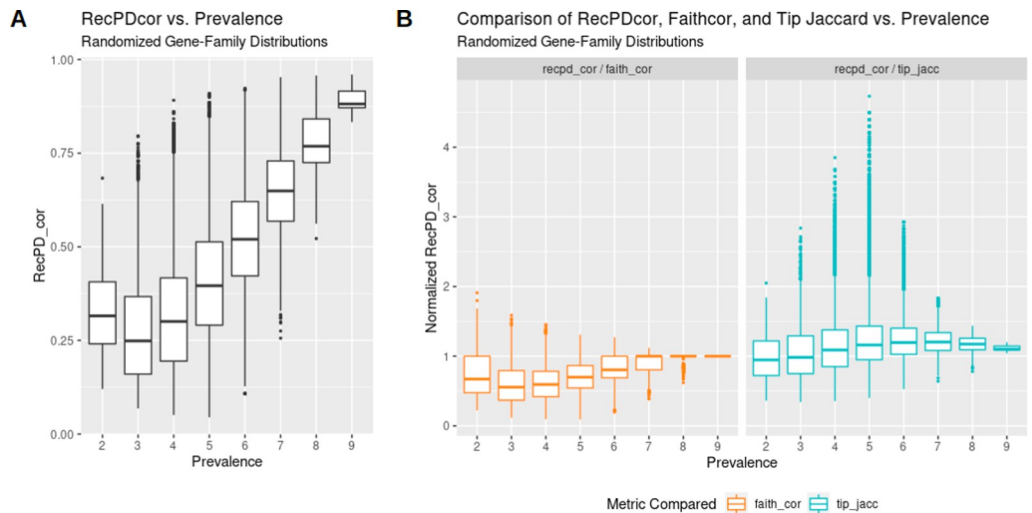 A
RecPDcor vs. Prevalence
Randomized Gene-Family Distributions
1.00
0.75
0.50
0.25
0.00
RecPD_cor
2 3 4 5 6 7 8 9
Prevalence
B
Comparison of RecPDcor, Faithcor, and Tip Jaccard vs. Prevalence
Randomized Gene-Family Distributions
recpd_cor / faith_cor
recpd_cor / tip_jacc
4
3
2
1
0
Normalized RecPD_cor
2 3 4 5 6 7 8 9
2 3 4 5 6 7 8 9
Prevalence
Metric Compared faith_cor tip_jacc